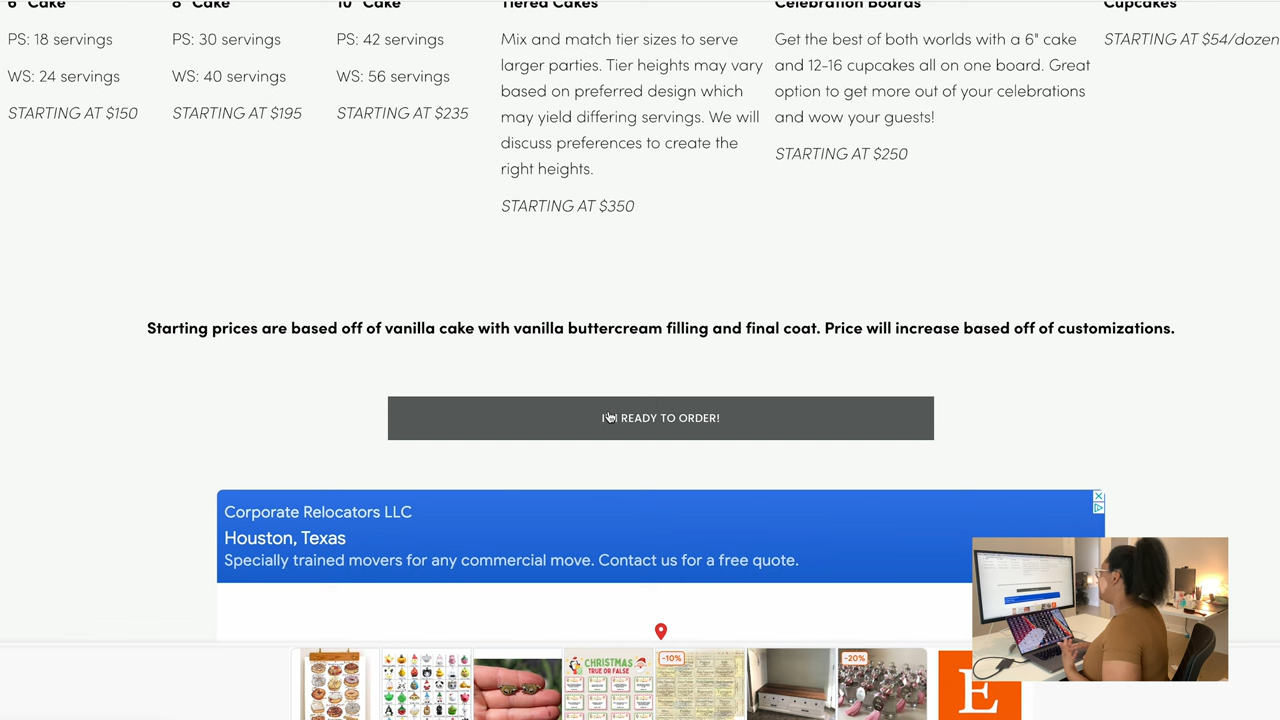 6" Cake
PS: 18 servings
WS: 24 servings
STARTING AT $150
8" Cake
PS: 30 servings
WS: 40 servings
STARTING AT $195
10" Cake
PS: 42 servings
WS: 56 servings
STARTING AT $235
Tiered Cakes
Mix and match tier sizes to serve
larger parties. Tier heights may vary
based on preferred design which
may yield differing servings. We will
discuss preferences to create the
right heights.
STARTING AT $350
Celebration Boards
Get the best of both worlds with a 6" cake
and 12-16 cupcakes all on one board. Great
option to get more out of your celebrations
and wow your guests!
STARTING AT $250
Cupcakes
STARTING AT $54/dozen
Starting prices are based off of vanilla cake with vanilla buttercream filling and final coat. Price will increase based off of customizations.
I'M READY TO ORDER!
Corporate Relocators LLC
Houston, Texas
Specially trained movers for any commercial move. Contact us for a free quote.
CHRISTMAS
TRUE OR FALSE
-10%
-20%
E